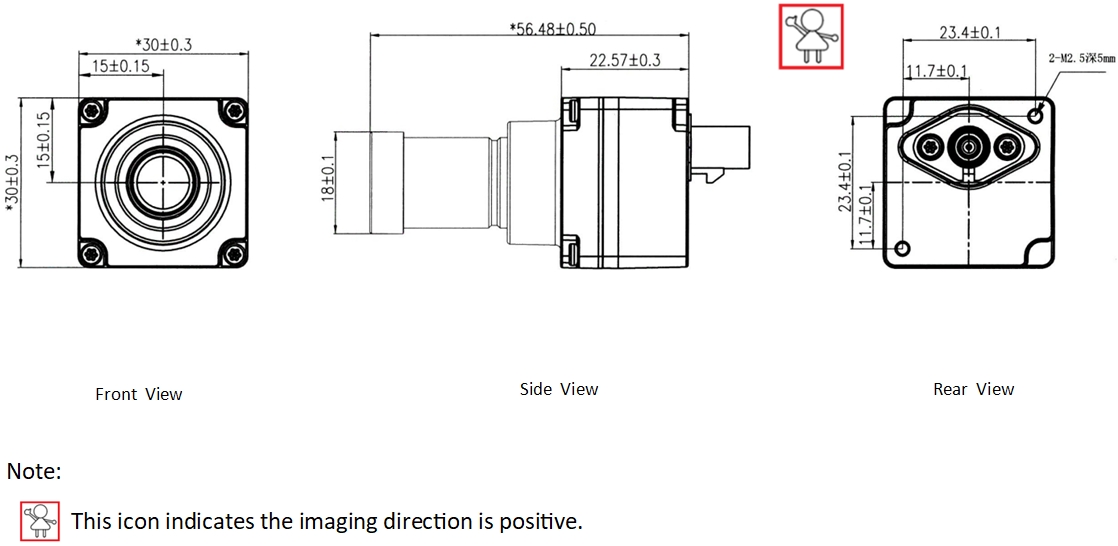 *30±0.3
15±0.15
*30±0.3
15±0.15
*56.48±0.50
22.57±0.3
18±0.1
23.4±0.1
2-M2.5深5mm
11.7±0.1
23.4±0.1
11.7±0.1
Front View
Side View
Rear View
Note:
This icon indicates the imaging direction is positive.